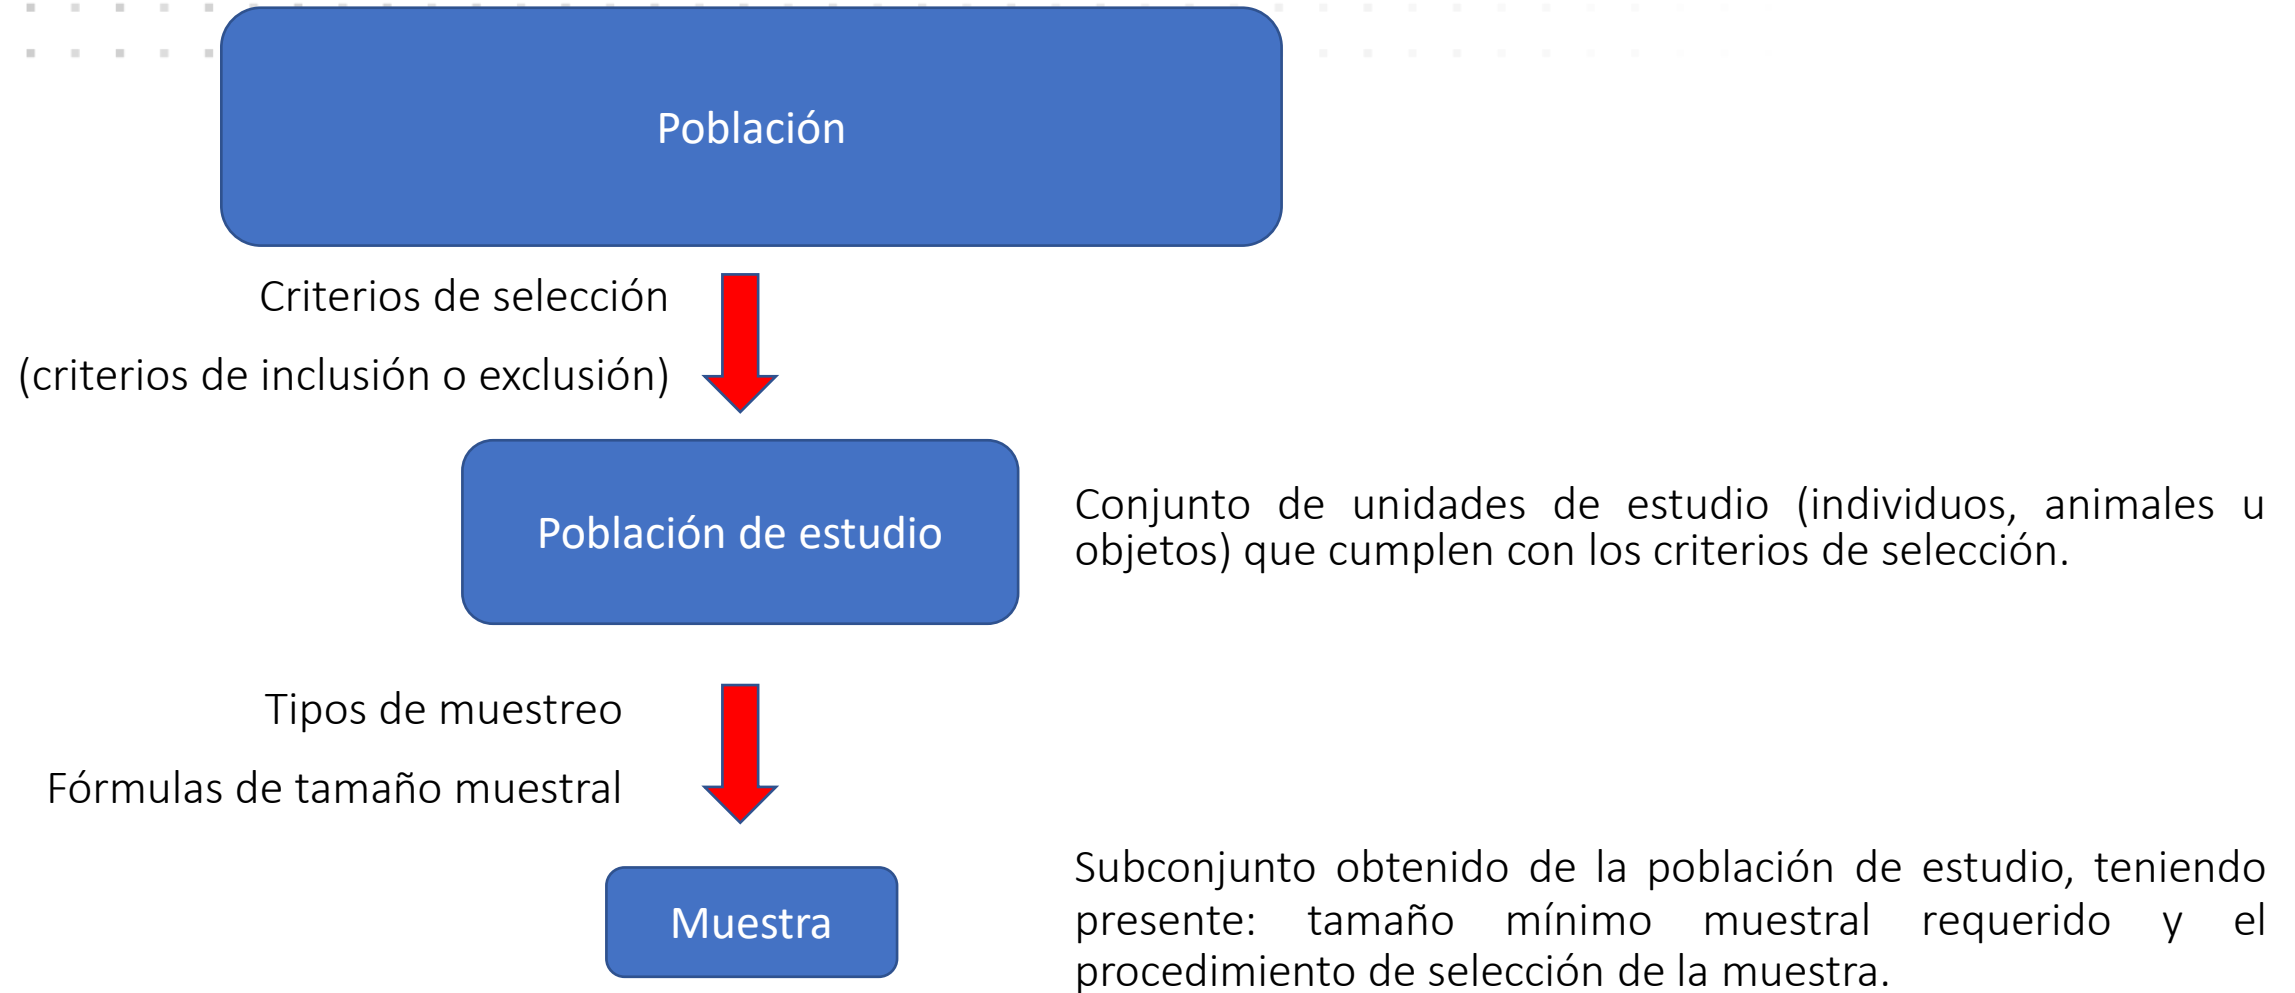 Población
Criterios de selección
(criterios de inclusión o exclusión)
Población de estudio
Conjunto de unidades de estudio (individuos, animales u
objetos) que cumplen con los criterios de selección.
Tipos de muestreo
Fórmulas de tamaño muestral
Muestra
Subconjunto obtenido de la población de estudio, teniendo
presente: tamaño mínimo muestral requerido y el
procedimiento de selección de la muestra.